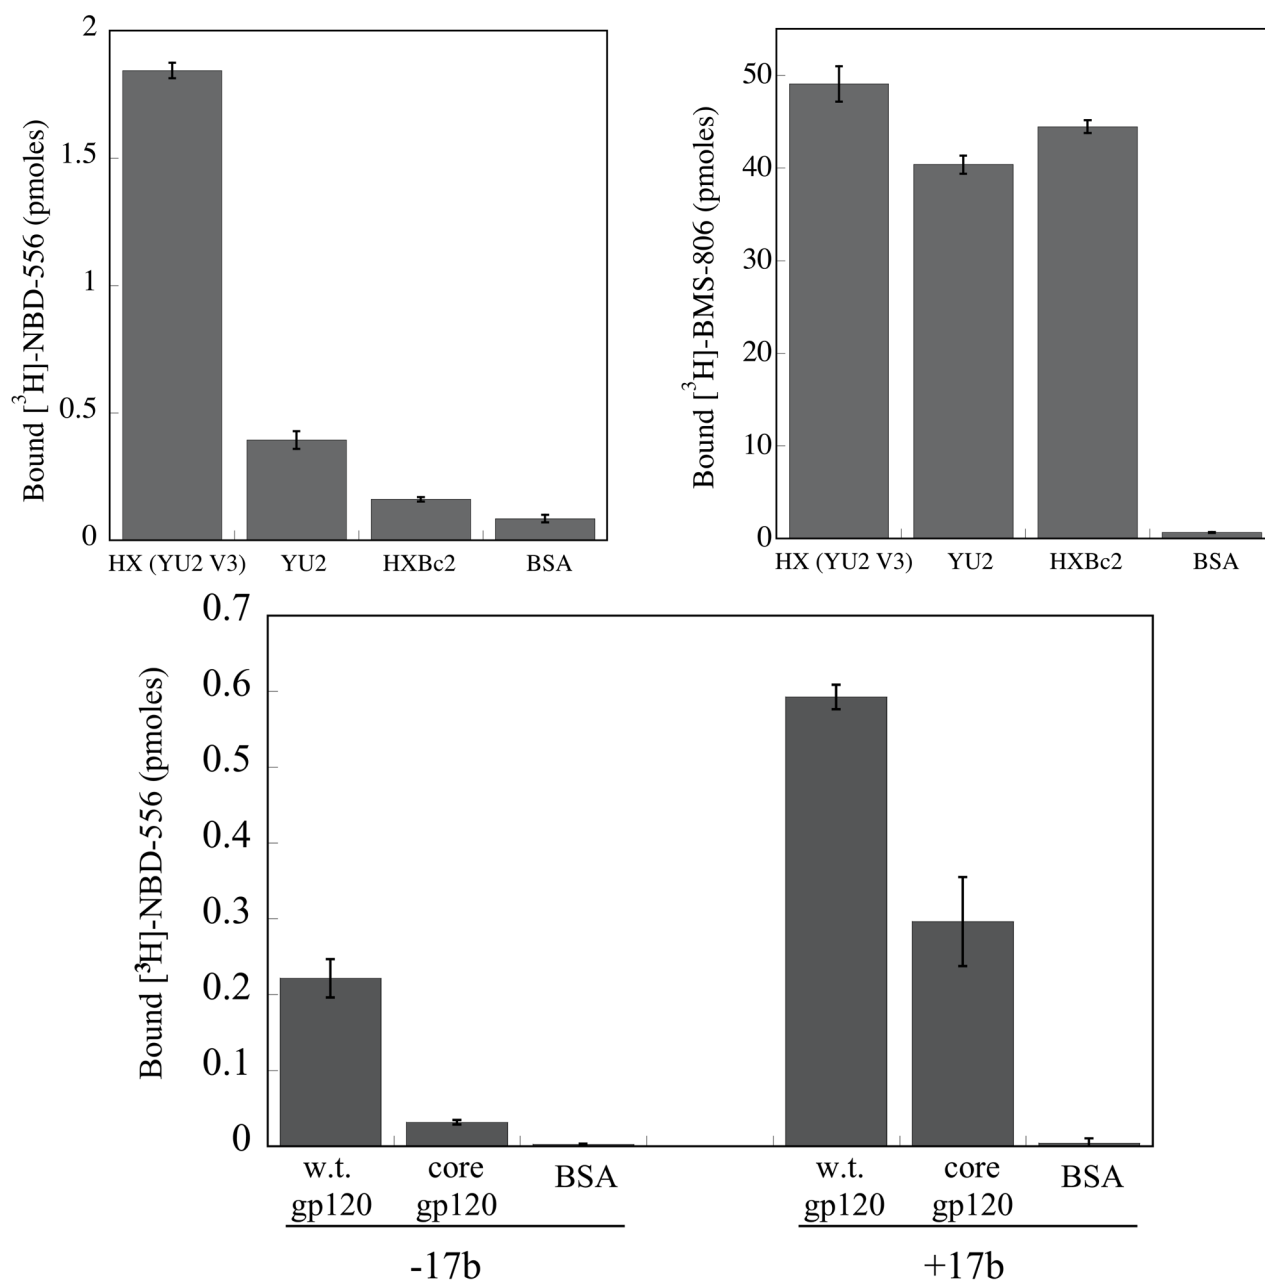 Bound [³H]-NBD-556 (pmoles)
2
1.5
1
0.5
0
HX (YU2 V3) YU2 HXBc2 BSA
Bound [³H]-BMS-806 (pmoles)
50
40
30
20
10
0
HX (YU2 V3) YU2 HXBc2 BSA
Bound [³H]-NBD-556 (pmoles)
0.7
0.6
0.5
0.4
0.3
0.2
0.1
0
w.t. core BSA w.t. core BSA
gp120 gp120 gp120 gp120
-17b +17b